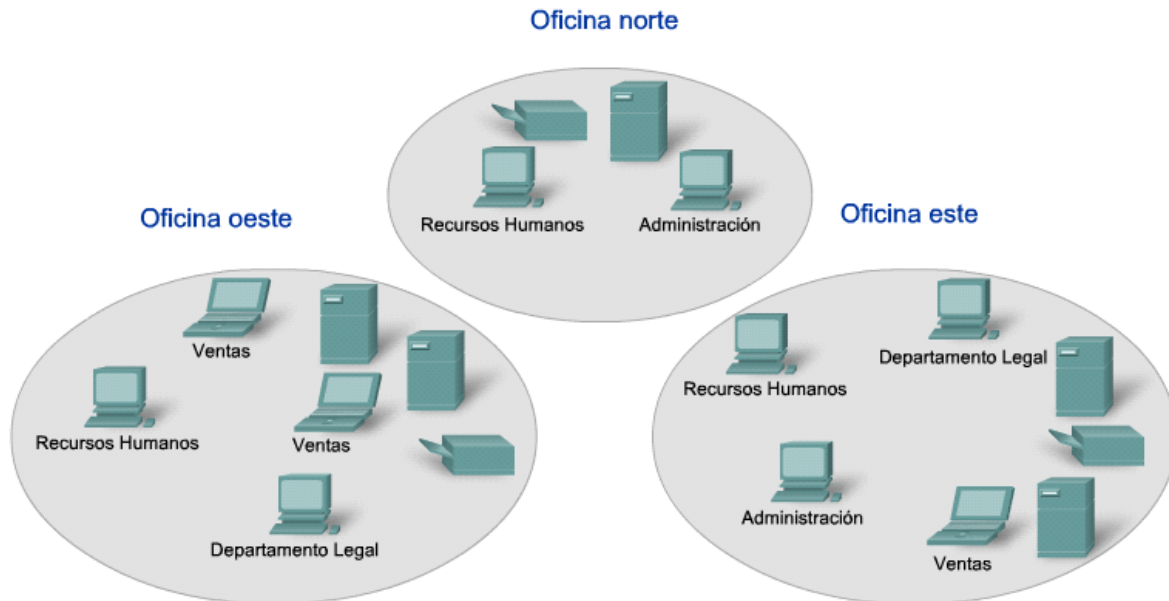 Oficina norte
Recursos Humanos
Administración
Oficina oeste
Ventas
Recursos Humanos
Ventas
Departamento Legal
Oficina este
Departamento Legal
Recursos Humanos
Administración
Ventas